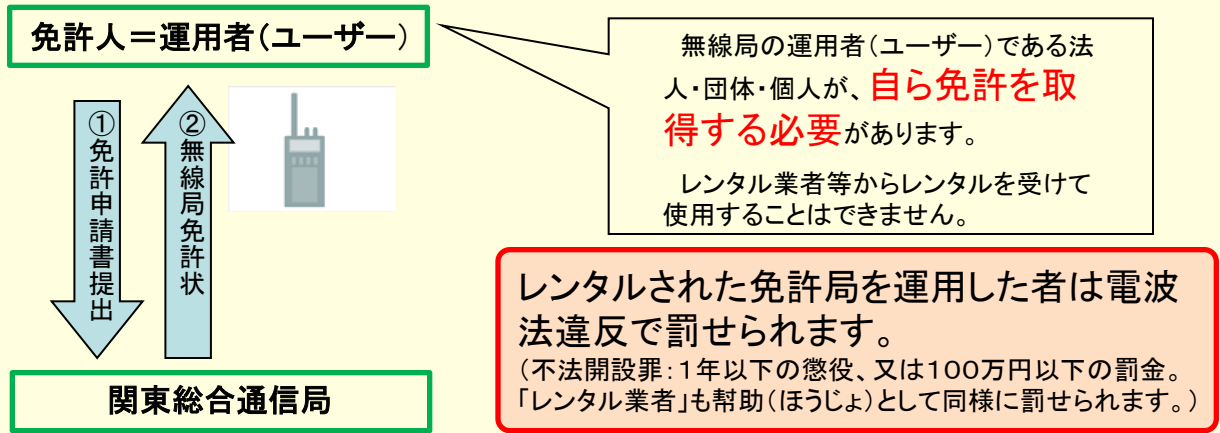 免許人＝運用者（ユーザー）
無線局の運用者（ユーザー）である法
人・団体・個人が、自ら免許を取
得する必要があります。
レンタル業者等からレンタルを受けて
使用することはできません。
①免許申請書提出
②無線局免許状
レンタルされた免許局を運用した者は電波
法違反で罰せられます。
（不法開設罪：１年以下の懲役、又は１００万円以下の罰金。
「レンタル業者」も幇助（ほうじょ）として同様に罰せられます。）
関東総合通信局